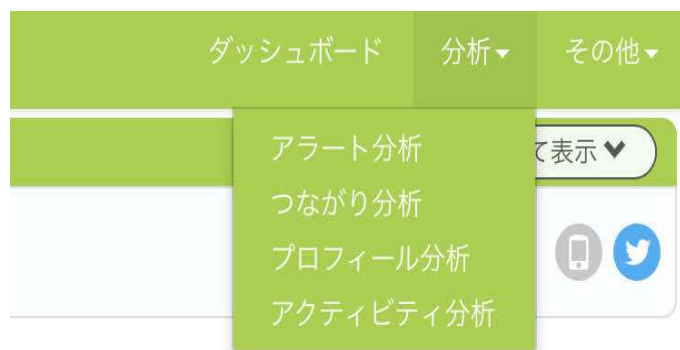 ダッシュボード 分析▾ その他▾
アラート分析
て表示
つながり分析
プロフィール分析
アクティビティ分析